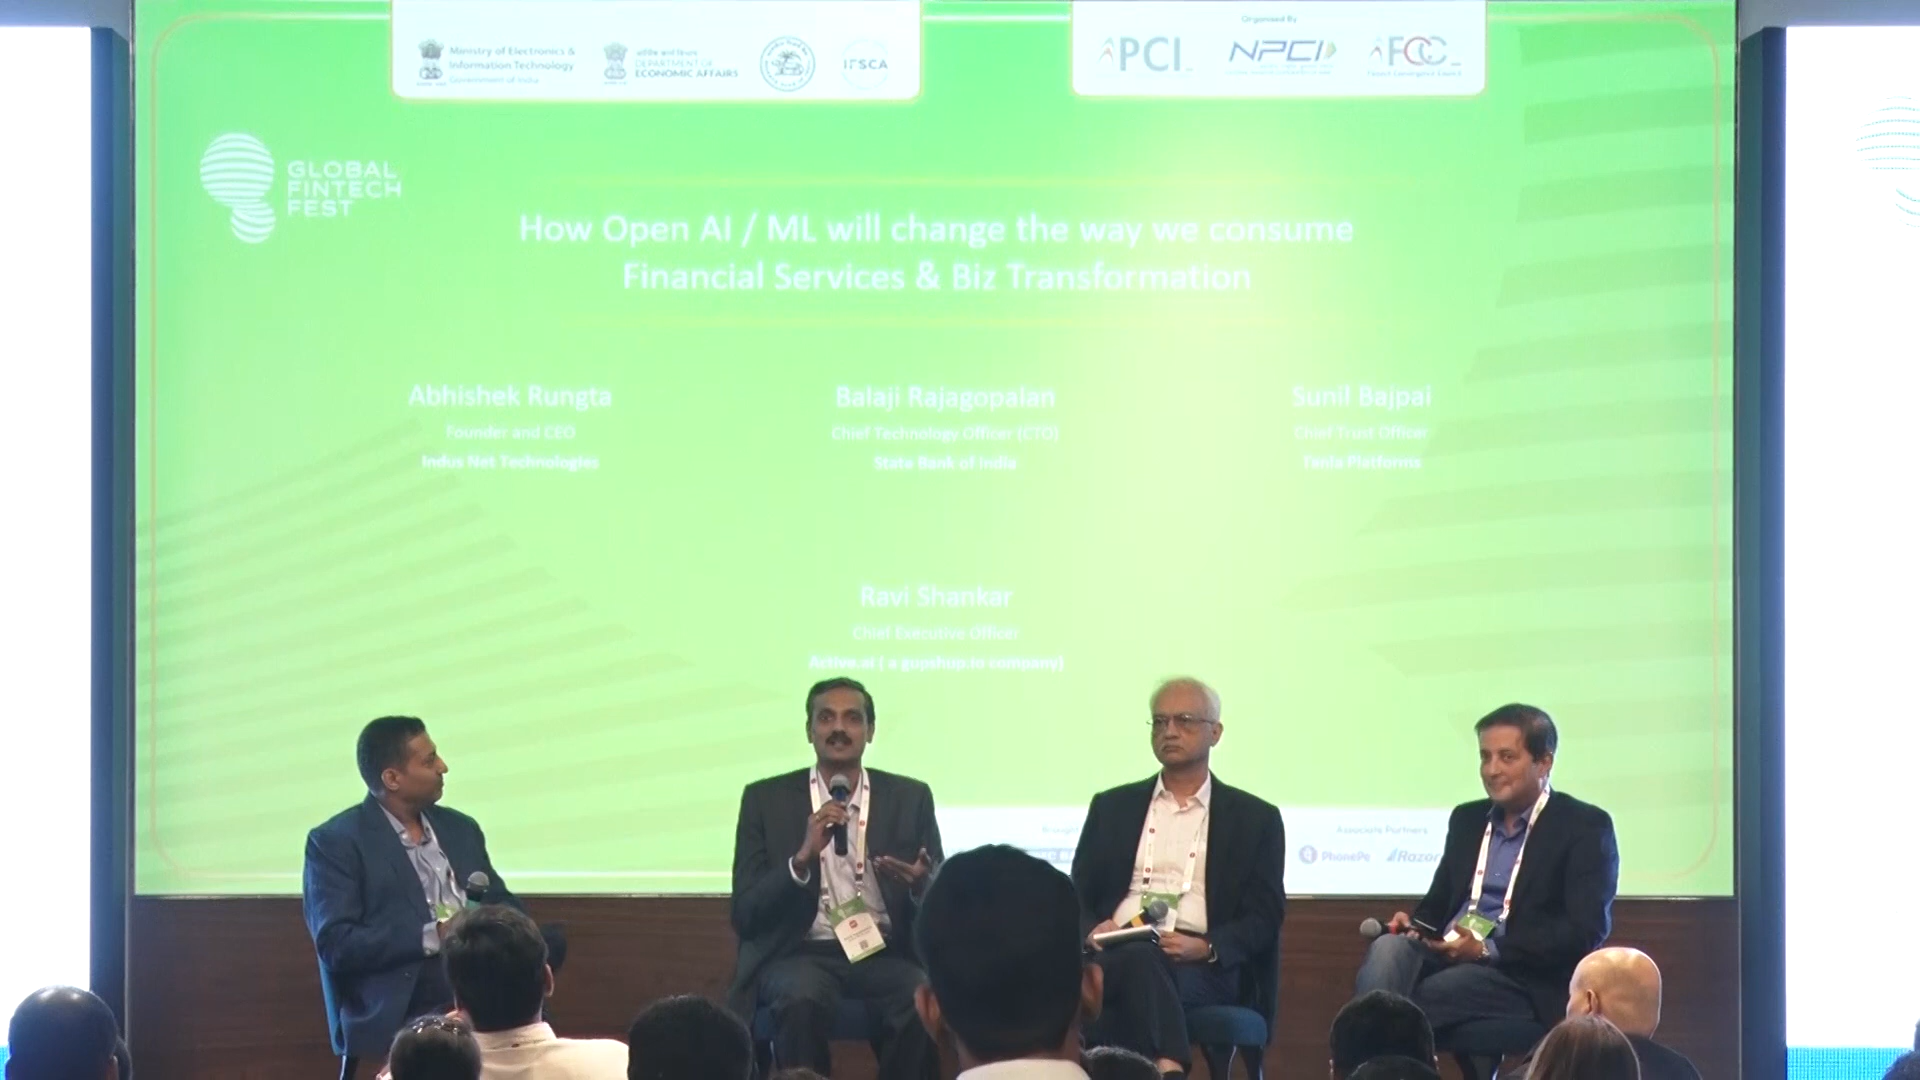 Ministry of Electronics &
Information Technology
Government of India
DEPARTMENT OF
ECONOMIC AFFAIRS
IFSCA
Organised By
PCI
NPCI
FCC
GLOBAL
FINTECH
FEST
How Open AI / ML will change the way we consume
Financial Services & Biz Transformation
Abhishek Rungta
Founder and CEO
Indus Net Technologies
Balaji Rajagopalan
Chief Technology Officer (CTO)
State Bank of India
Sunil Bajpai
Chief Trust Officer
Tanla Platforms
Ravi Shankar
Chief Executive Officer
Active.ai ( a gupshup.io company)
Associate Partners
PhonePe
Razor